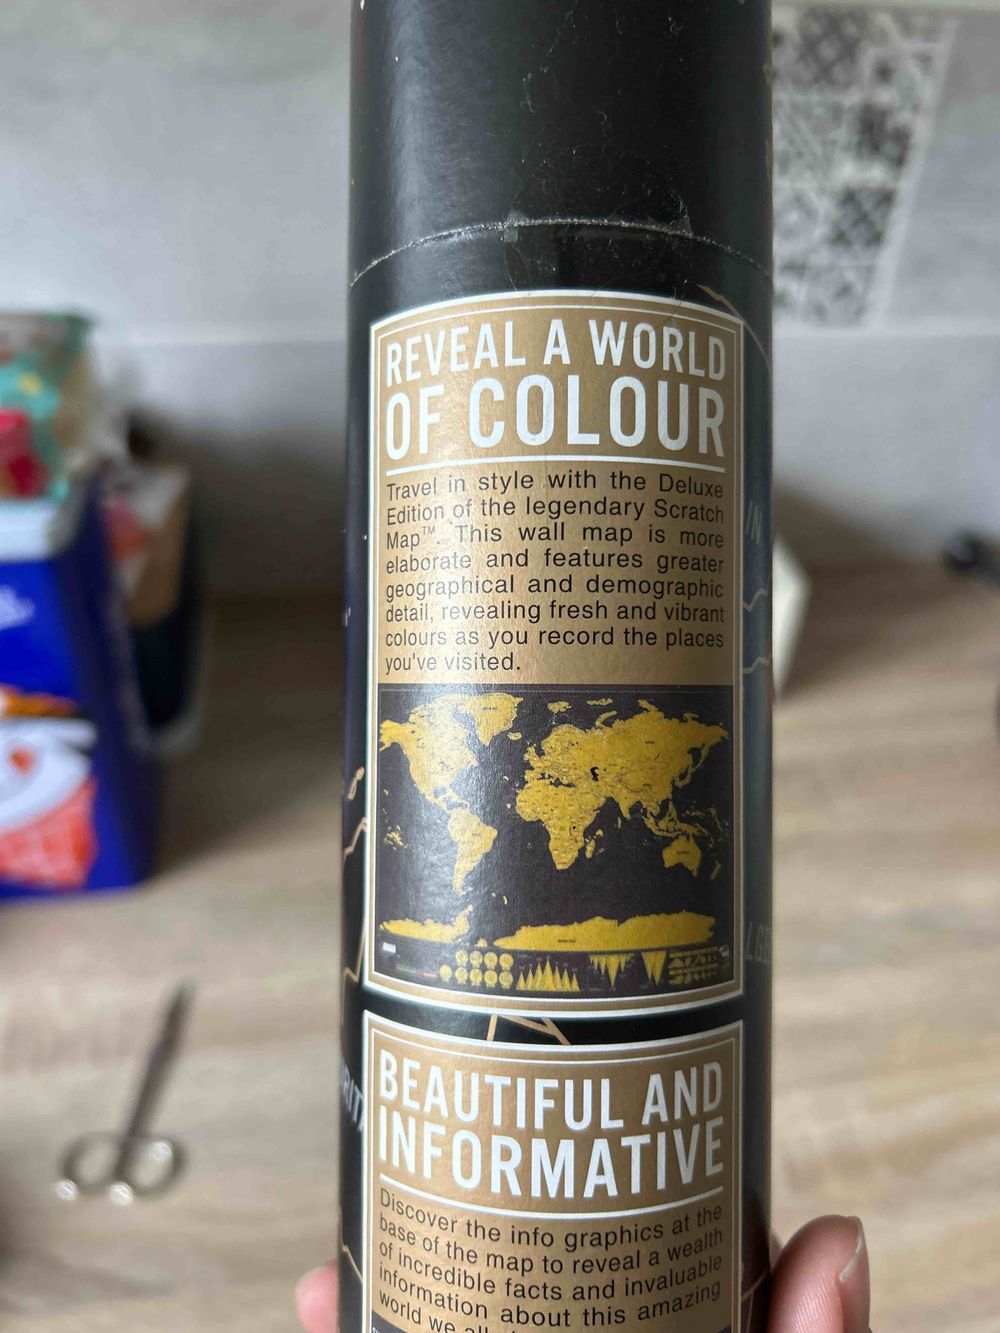 REVEAL A WORLD
OF COLOUR
Travel in style with the Deluxe
Edition of the legendary Scratch
Map™. This wall map is more
elaborate and features greater
geographical and demographic
detail, revealing fresh and vibrant
colours as you record the places
you've visited.
BEAUTIFUL AND
INFORMATIVE
Discover the info graphics at the
base of the map to reveal a wealth
of incredible facts and invaluable
information about this amazing
world we